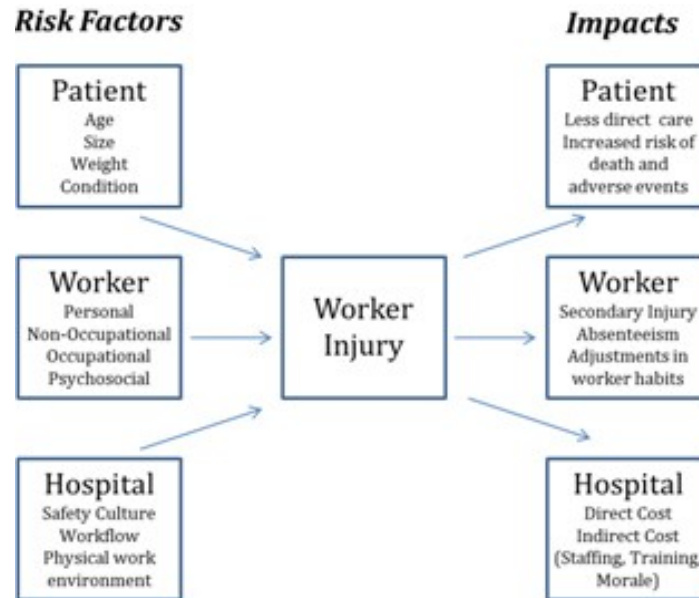 Risk Factors
Impacts
Patient
Age
Size
Weight
Condition
Patient
Less direct care
Increased risk of
death and
adverse events
Worker
Personal
Non-Occupational
Occupational
Psychosocial
Worker
Injury
Worker
Secondary Injury
Absenteeism
Adjustments in
worker habits
Hospital
Safety Culture
Workflow
Physical work
environment
Hospital
Direct Cost
Indirect Cost
(Staffing, Training,
Morale)